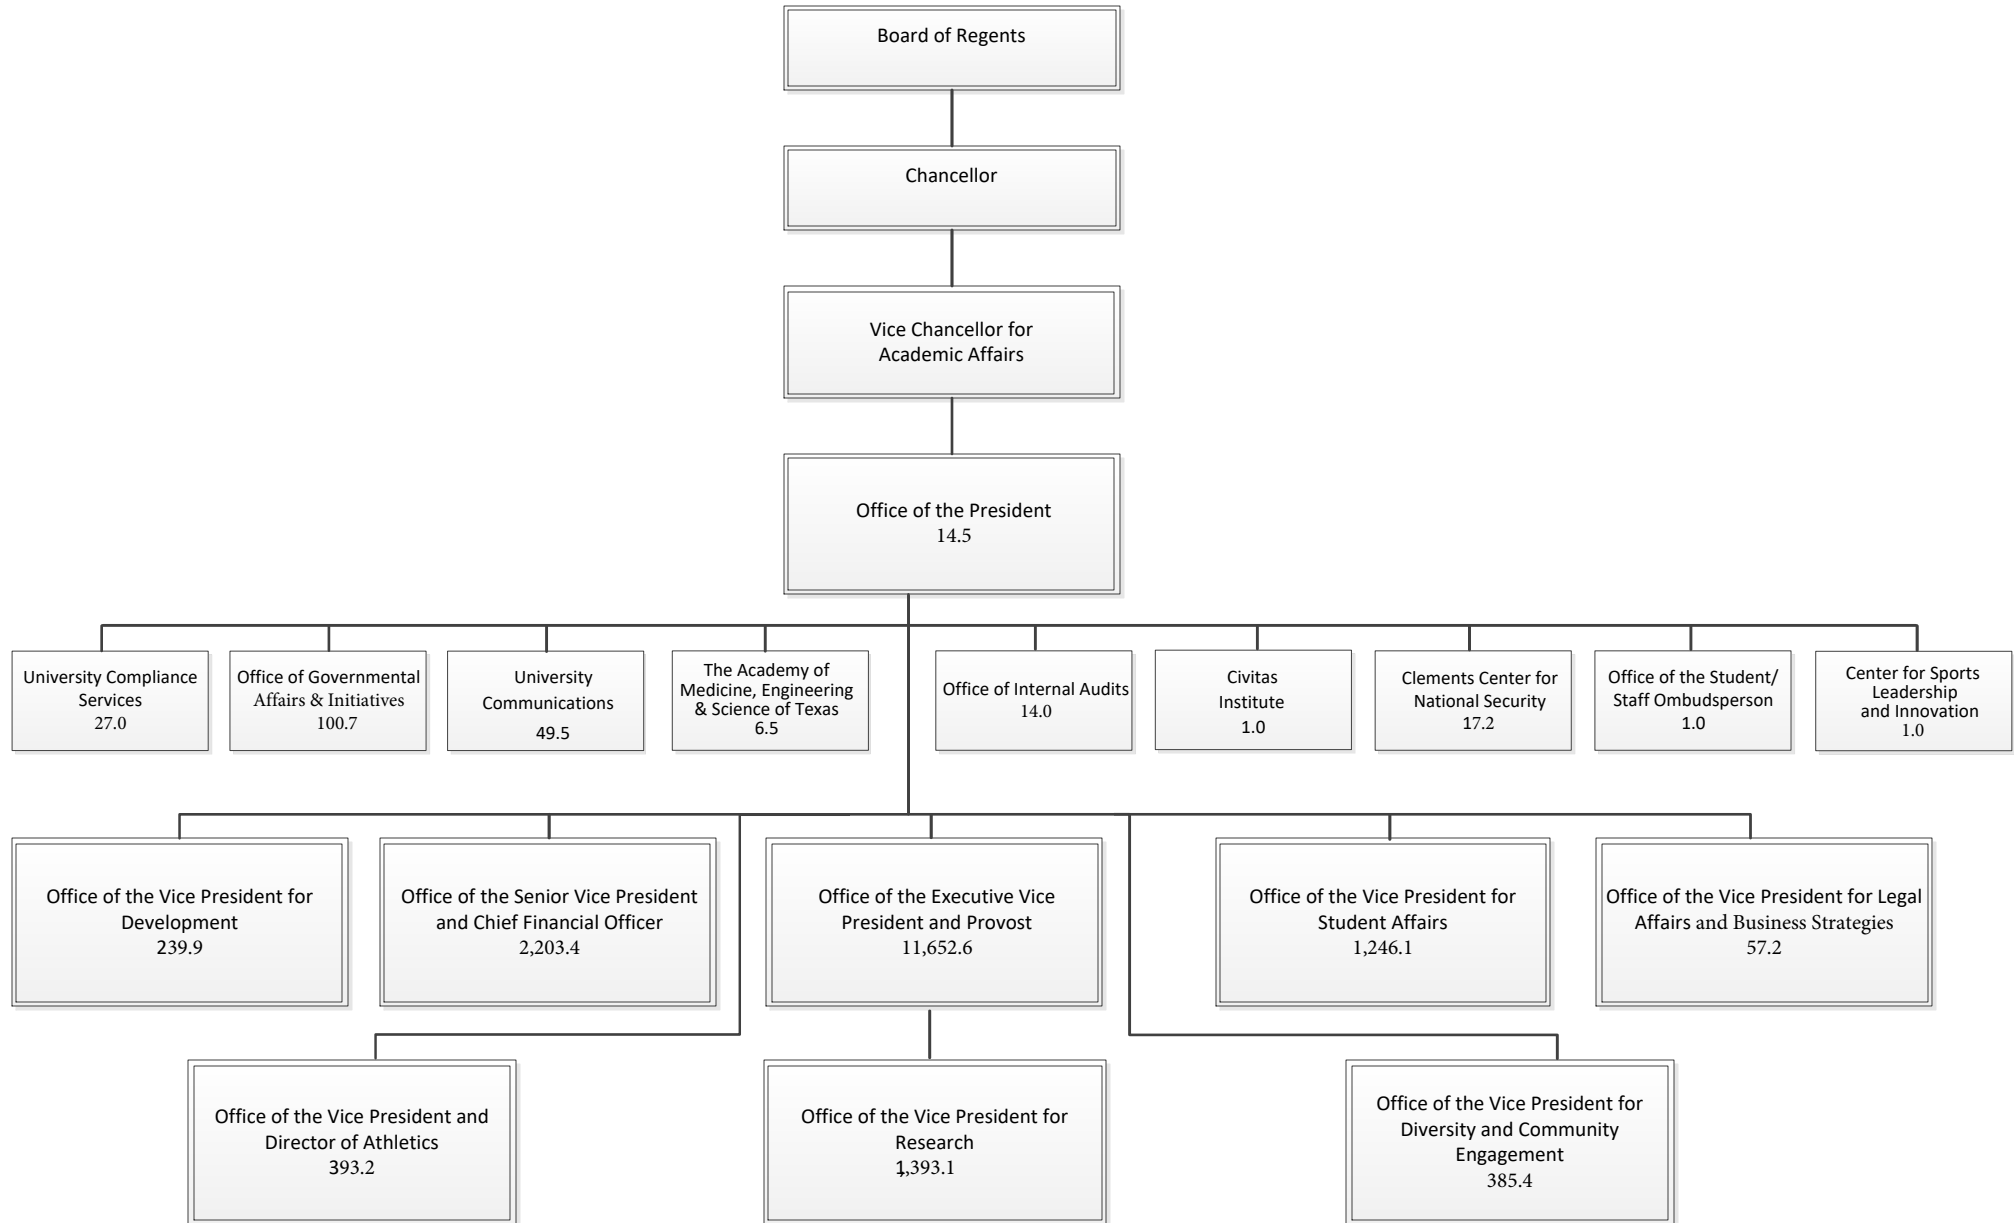 Board of Regents
Chancellor
Vice Chancellor for
Academic Affairs
Office of the President
14.5
University Compliance
Services
27.0
Office of Governmental
Affairs & Initiatives
100.7
University
Communications
49.5
The Academy of
Medicine, Engineering
& Science of Texas
6.5
Office of Internal Audits
14.0
Civitas
Institute
1.0
Clements Center for
National Security
17.2
Office of the Student/
Staff Ombudsperson
1.0
Center for Sports
Leadership
and Innovation
1.0
Office of the Vice President for
Development
239.9
Office of the Senior Vice President
and Chief Financial Officer
2,203.4
Office of the Executive Vice
President and Provost
11,652.6
Office of the Vice President for
Student Affairs
1,246.1
Office of the Vice President for Legal
Affairs and Business Strategies
57.2
Office of the Vice President and
Director of Athletics
393.2
Office of the Vice President for
Research
1,393.1
Office of the Vice President for
Diversity and Community
Engagement
385.4